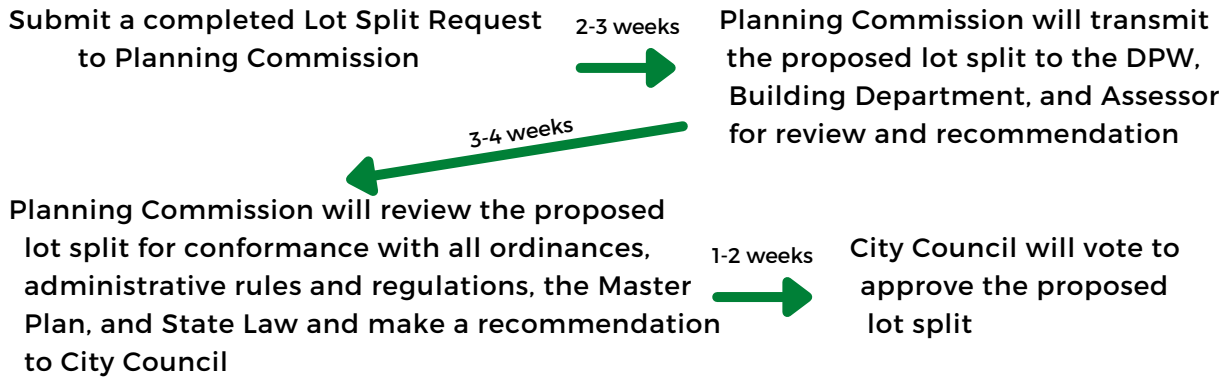 Submit a completed Lot Split Request
to Planning Commission
2-3 weeks
Planning Commission will transmit
the proposed lot split to the DPW,
Building Department, and Assessor
for review and recommendation
3-4 weeks
Planning Commission will review the proposed
lot split for conformance with all ordinances,
administrative rules and regulations, the Master
Plan, and State Law and make a recommendation
to City Council
1-2 weeks
City Council will vote to
approve the proposed
lot split